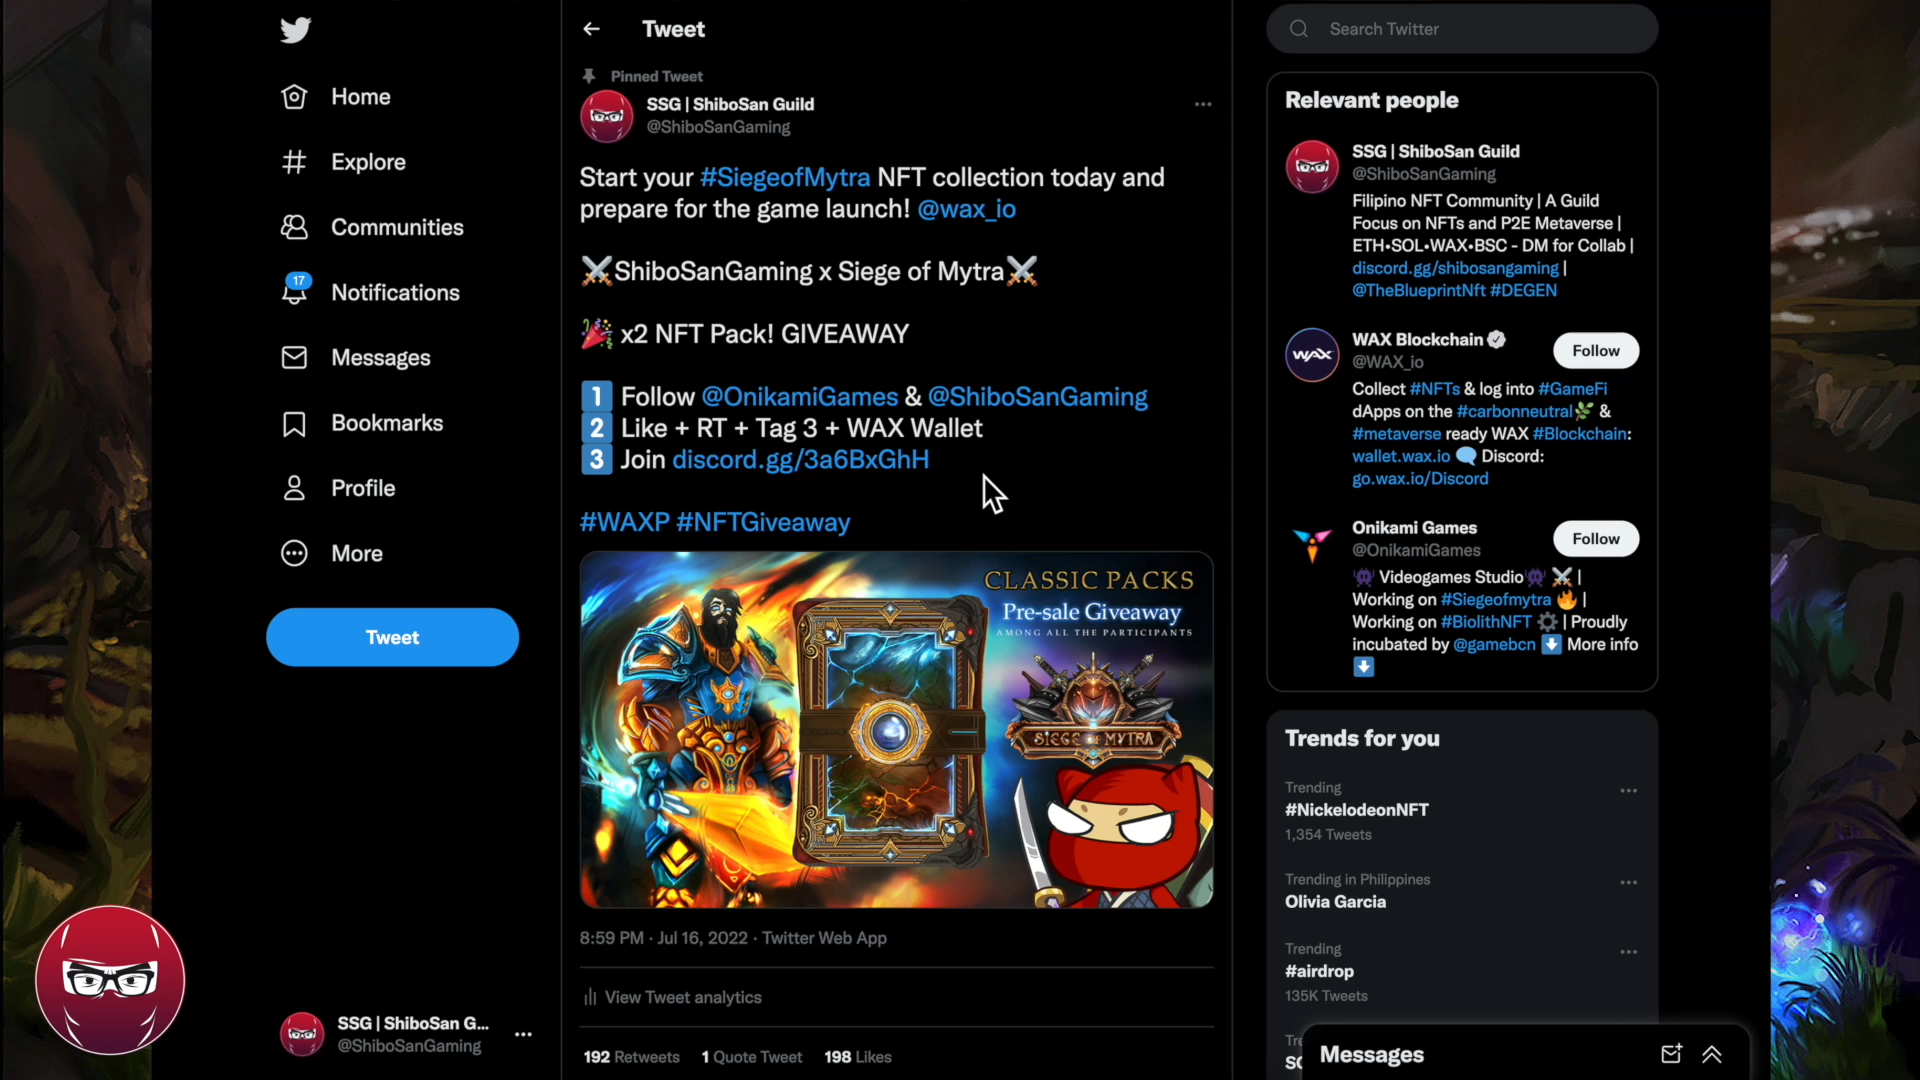 Home
Explore
Communities
17
Notifications
Messages
Bookmarks
Profile
More
Tweet
SSG | ShiboSan G...
@ShiboSanGaming
Tweet
Pinned Tweet
SSG | ShiboSan Guild
@ShiboSanGaming
Start your #SiegeofMytra NFT collection today and
prepare for the game launch! @wax_io
⚔️ShiboSanGaming x Siege of Mytra⚔️
🎉 x2 NFT Pack! GIVEAWAY
1️⃣ Follow @OnikamiGames & @ShiboSanGaming
2️⃣ Like + RT + Tag 3 + WAX Wallet
3️⃣ Join discord.gg/3a6BxGhH
#WAXP #NFTGiveaway
CLASSIC PACKS
Pre-sale Giveaway
AMONG ALL THE PARTICIPANTS
SIEGE OF MYTRA
8:59 PM · Jul 16, 2022 · Twitter Web App
View Tweet analytics
192 Retweets 1 Quote Tweet 198 Likes
Search Twitter
Relevant people
SSG | ShiboSan Guild
@ShiboSanGaming
Filipino NFT Community | A Guild
Focus on NFTs and P2E Metaverse |
ETH•SOL•WAX•BSC - DM for Collab |
discord.gg/shibosangaming |
@TheBlueprintNft #DEGEN
WAX
WAX Blockchain
@WAX_io
Follow
Collect #NFTs & log into #GameFi
dApps on the #carbonneutral🌿 &
#metaverse ready WAX #Blockchain:
wallet.wax.io 🗨️ Discord:
go.wax.io/Discord
Onikami Games
@OnikamiGames
Follow
👾 Videogames Studio👾 ⚔️ |
Working on #Siegeofmytra 🔥 |
Working on #BiolithNFT ⚙️ | Proudly
incubated by @gamebcn ⬇️ More info
⬇️
Trends for you
Trending
#NickelodeonNFT
1,354 Tweets
Trending in Philippines
Olivia Garcia
Trending
#airdrop
135K Tweets
Messages